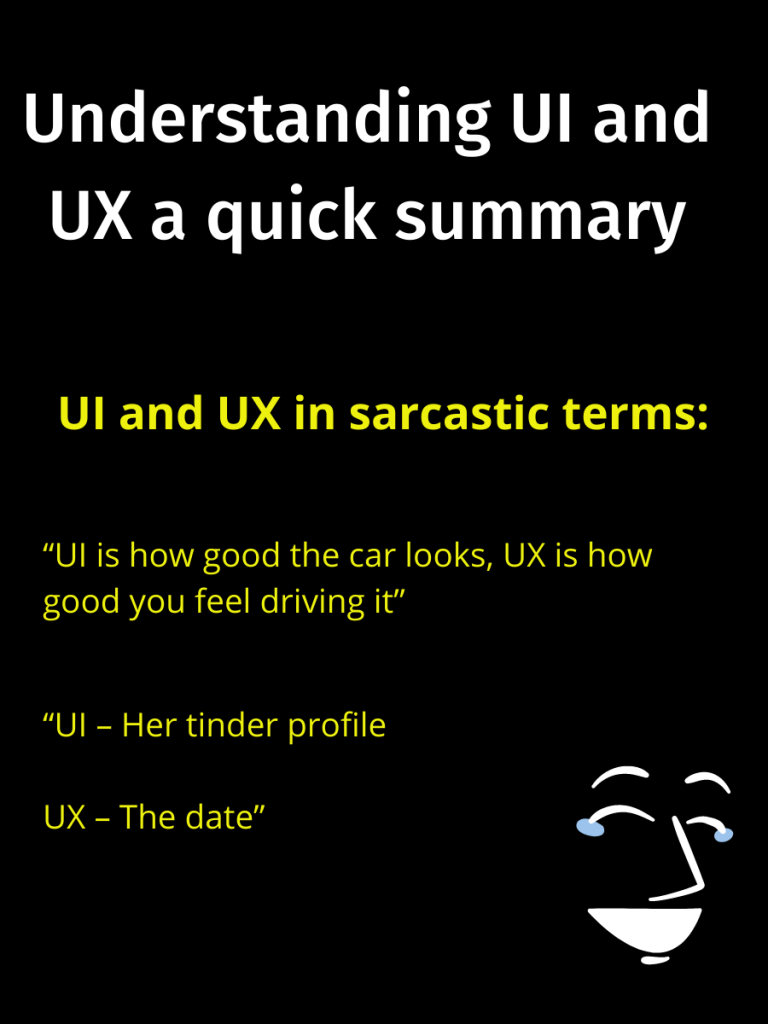 Understanding UI and
UX a quick summary
UI and UX in sarcastic terms:
“UI is how good the car looks, UX is how
good you feel driving it”
“UI – Her tinder profile
UX – The date”